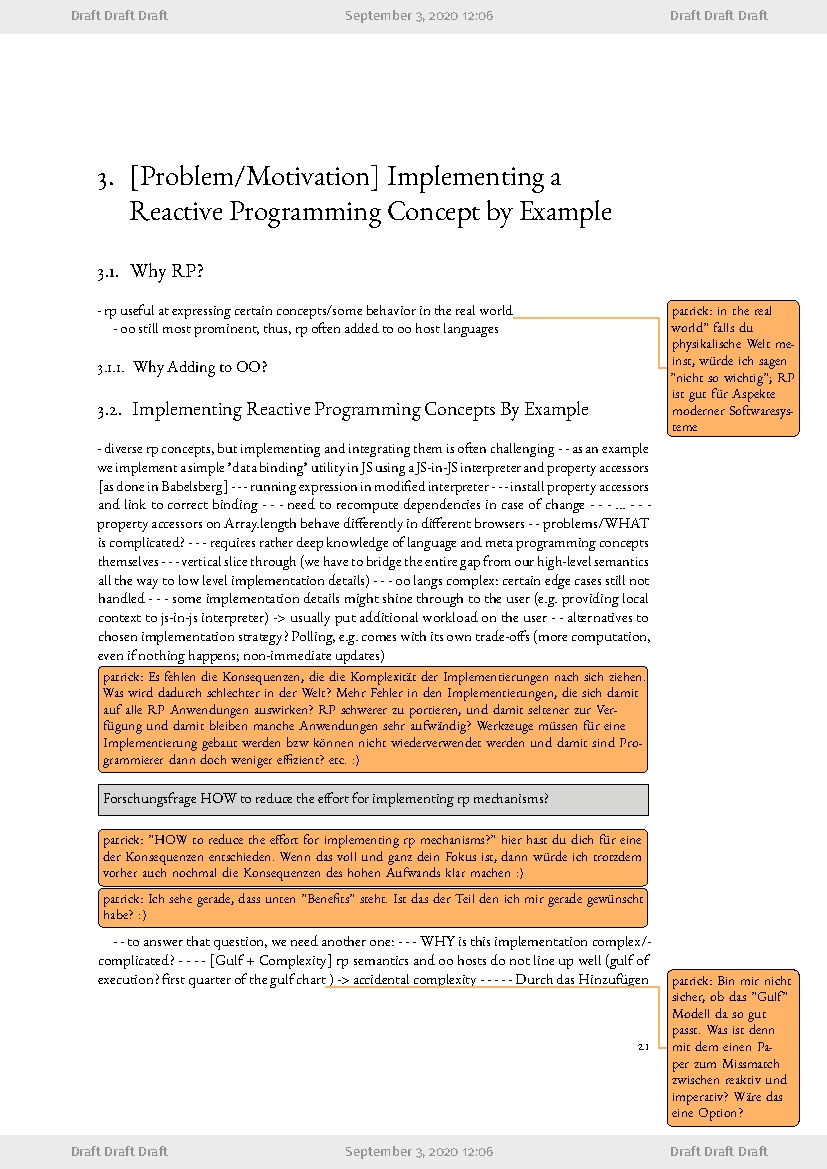 Draft Draft Draft September 3, 2020 12:06 Draft Draft Draft
3. [Problem/Motivation] Implementing a
Reactive Programming Concept by Example
3.1. Why RP?
- rp useful at expressing certain concepts/some behavior in the real world
- oo still most prominent, thus, rp often added to oo host languages
patrick: in the real
world" falls du
physikalische Welt me-
inst, würde ich sagen
"nicht so wichtig"; RP
ist gut für Aspekte
moderner Softwaresys-
teme
3.1.1. Why Adding to OO?
3.2. Implementing Reactive Programming Concepts By Example
- diverse rp concepts, but implementing and integrating them is often challenging - - as an example
we implement a simple "data binding" utility in JS using a JS-in-JS interpreter and property accessors
[as done in Babelsberg] - - - running expression in modified interpreter - - - install property accessors
and link to correct binding - - - need to recompute dependencies in case of change - - - ... - - -
property accessors on Array.length behave differently in different browsers - - problems/WHAT
is complicated? - - - requires rather deep knowledge of language and meta programming concepts
themselves - - - vertical slice through (we have to bridge the entire gap from our high-level semantics
all the way to low level implementation details) - - - oo langs complex: certain edge cases still not
handled - - - some implementation details might shine through to the user (e.g. providing local
context to js-in-js interpreter) -> usually put additional workload on the user - - alternatives to
chosen implementation strategy? Polling, e.g. comes with its own trade-offs (more computation,
even if nothing happens; non-immediate updates)
patrick: Es fehlen die Konsequenzen, die die Komplexität der Implementierungen nach sich ziehen.
Was wird dadurch schlechter in der Welt? Mehr Fehler in den Implementierungen, die sich damit
auf alle RP Anwendungen auswirken? RP schwerer zu portieren, und damit seltener zur Ver-
fügung und damit bleiben manche Anwendungen sehr aufwändig? Werkzeuge müssen für eine
Implementierung gebaut werden bzw können nicht wiederverwendet werden und damit sind Pro-
grammierer dann doch weniger effizient? etc. :)
Forschungsfrage HOW to reduce the effort for implementing rp mechanisms?
patrick: "HOW to reduce the effort for implementing rp mechanisms?" hier hast du dich für eine
der Konsequenzen entschieden. Wenn das voll und ganz dein Fokus ist, dann würde ich trotzdem
vorher auch nochmal die Konsequenzen des hohen Aufwands klar machen :)
patrick: Ich sehe gerade, dass unten "Benefits" steht. Ist das der Teil den ich mir gerade gewünscht
habe? :)
- - to answer that question, we need another one: - - - WHY is this implementation complex/-
complicated? - - - - [Gulf + Complexity] rp semantics and oo hosts do not line up well (gulf of
execution? first quarter of the gulf chart ) -> accidental complexity - - - - - Durch das Hinzufügen
patrick: Bin mir nicht
sicher, ob das "Gulf"
Modell da so gut
passt. Was ist denn
mit dem einen Pa-
per zum Missmatch
zwischen reaktiv und
imperativ? Wäre das
eine Option?
21
Draft Draft Draft September 3, 2020 12:06 Draft Draft Draft